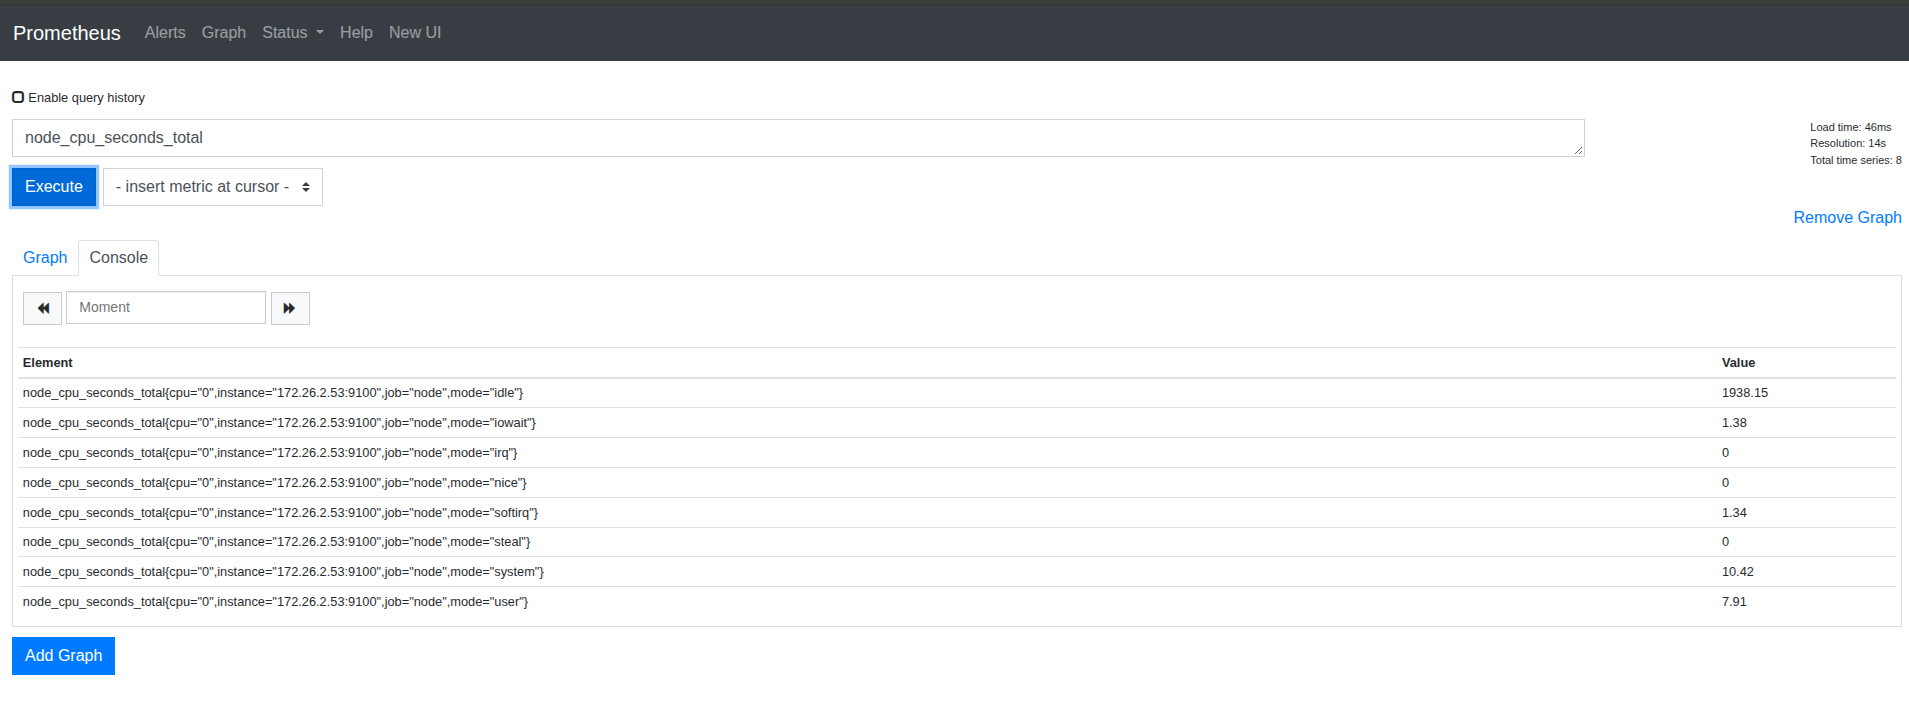 Prometheus Alerts Graph Status Help New UI
Enable query history
node_cpu_seconds_total
Load time: 46ms
Resolution: 14s
Total time series: 8
Execute - insert metric at cursor -
Remove Graph
Graph Console
Moment
Element Value
node_cpu_seconds_total{cpu="0",instance="172.26.2.53:9100",job="node",mode="idle"} 1938.15
node_cpu_seconds_total{cpu="0",instance="172.26.2.53:9100",job="node",mode="iowait"} 1.38
node_cpu_seconds_total{cpu="0",instance="172.26.2.53:9100",job="node",mode="irq"} 0
node_cpu_seconds_total{cpu="0",instance="172.26.2.53:9100",job="node",mode="nice"} 0
node_cpu_seconds_total{cpu="0",instance="172.26.2.53:9100",job="node",mode="softirq"} 1.34
node_cpu_seconds_total{cpu="0",instance="172.26.2.53:9100",job="node",mode="steal"} 0
node_cpu_seconds_total{cpu="0",instance="172.26.2.53:9100",job="node",mode="system"} 10.42
node_cpu_seconds_total{cpu="0",instance="172.26.2.53:9100",job="node",mode="user"} 7.91
Add Graph